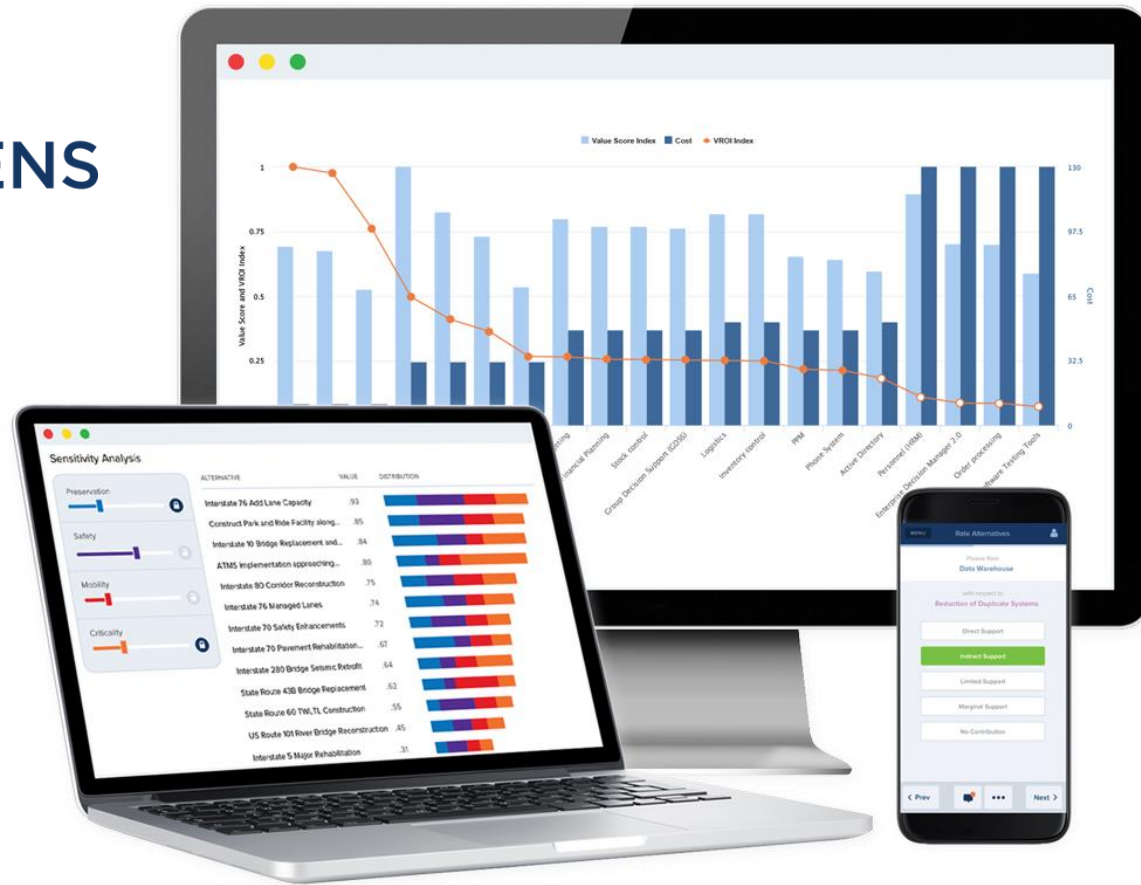 ENS
Value Score Index Cost VROI Index
1 130
0.75 97.5
0.5 65
0.25 32.5
0
Value Score and VROI Index
Cost
Financial Planning
Stock control
Group Decision Support (GDSS)
Logistics
Inventory control
PPM
Phone System
Active Directory
Personnel (HRM)
Enterprise Decision Manager 2.0
Order processing
Software Testing Tools
Sensitivity Analysis
Preservation
Safety
Mobility
Criticality
ALTERNATIVE VALUE DISTRIBUTION
Interstate 76 Add Lane Capacity .93
Construct Park and Ride Facility along... .85
Interstate 10 Bridge Replacement and... .84
ATMS Implementation approaching... .80
Interstate 80 Corridor Reconstruction .75
Interstate 76 Managed Lanes .74
Interstate 70 Safety Enhancements .72
Interstate 70 Pavement Rehabilitation... .67
Interstate 280 Bridge Seismic Retrofit .64
State Route 43B Bridge Replacement .62
State Route 60 TWLTL Construction .55
US Route 101 River Bridge Reconstruction .45
Interstate 5 Major Rehabilitation .31
MENU Rate Alternatives
Please Rate
Data Warehouse
with respect to
Reduction of Duplicate Systems
Direct Support
Indirect Support
Limited Support
Marginal Support
No Contribution
< Prev Next >